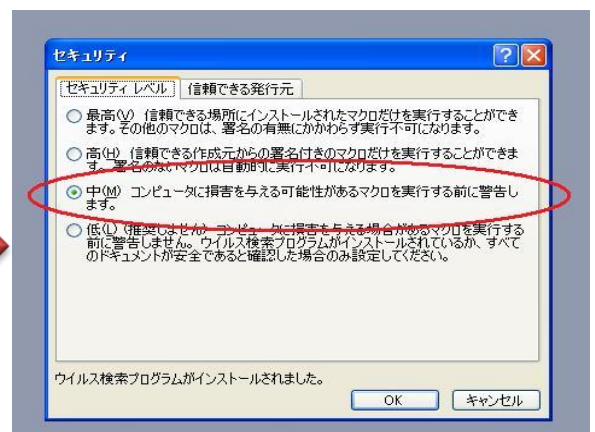 セキュリティ
セキュリティ レベル
信頼できる発行元
最高(V) 信頼できる場所にインストールされたマクロだけを実行することができ
ます。その他のマクロは、署名の有無にかかわらず実行不可になります。
高(H) 信頼できる作成元からの署名付きのマクロだけを実行することができま
す。署名のないマクロは自動的に実行不可になります。
中(M) コンピュータに損害を与える可能性があるマクロを実行する前に警告し
ます。
低(L) (推奨しません) コンピュータに損害を与える場合があるマクロを実行する
前に警告しません。ウイルス検索プログラムがインストールされているか、すべて
のドキュメントが安全であると確認した場合のみ設定してください。
ウイルス検索プログラムがインストールされました。
OK
キャンセル